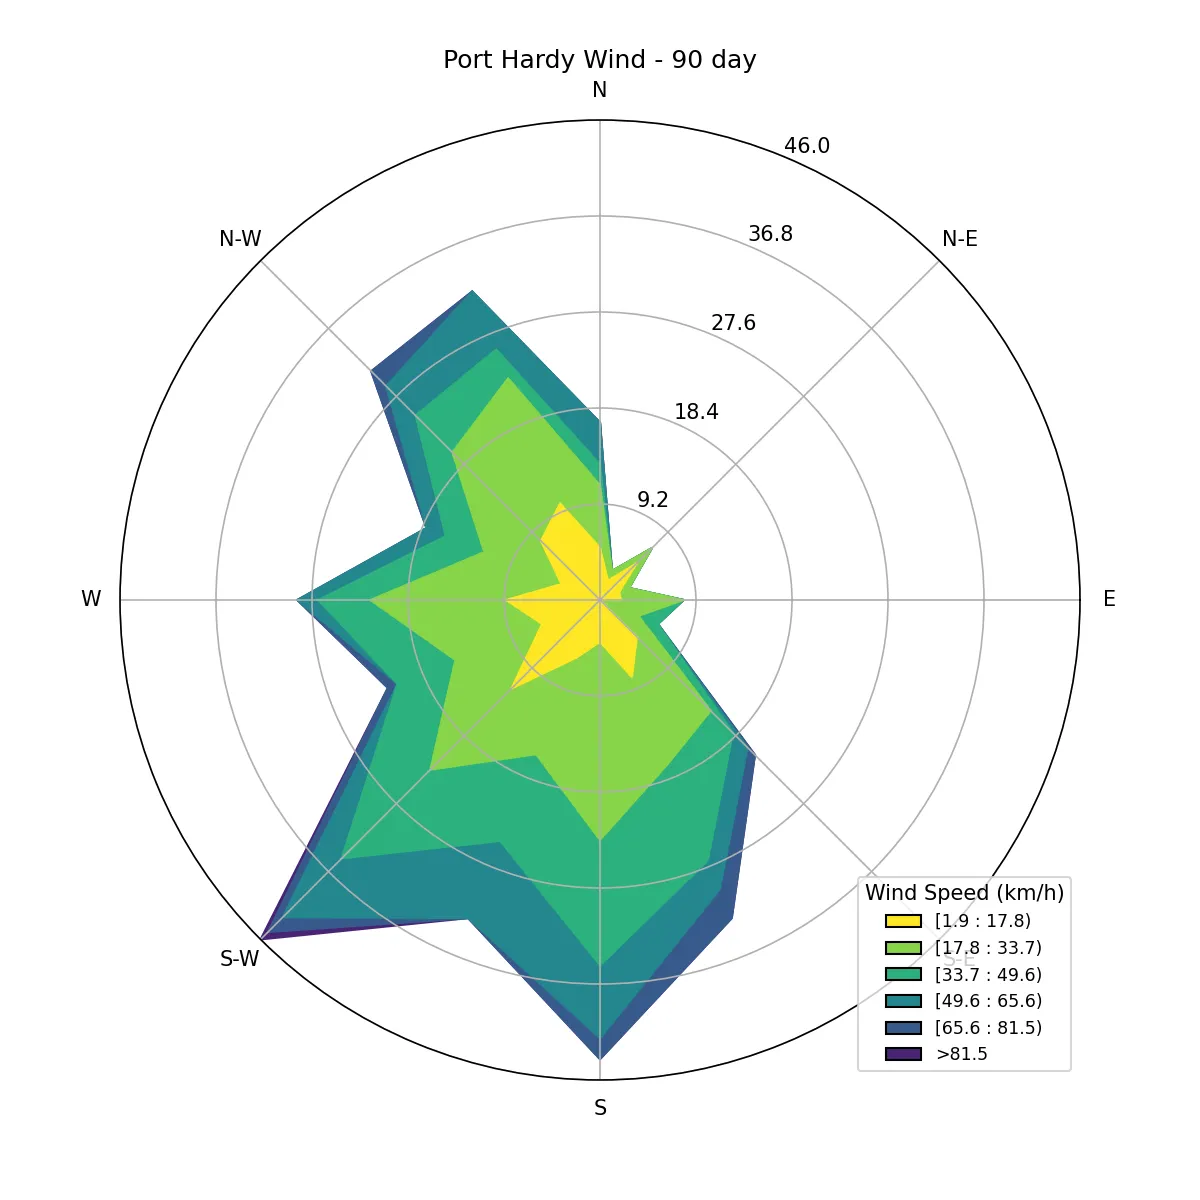 Port Hardy Wind - 90 day
N
46.0
N-W
36.8
N-E
27.6
18.4
9.2
W
E
S-W
S-E
S
Wind Speed (km/h)
[1.9 : 17.8)
[17.8 : 33.7)
[33.7 : 49.6)
[49.6 : 65.6)
[65.6 : 81.5)
>81.5